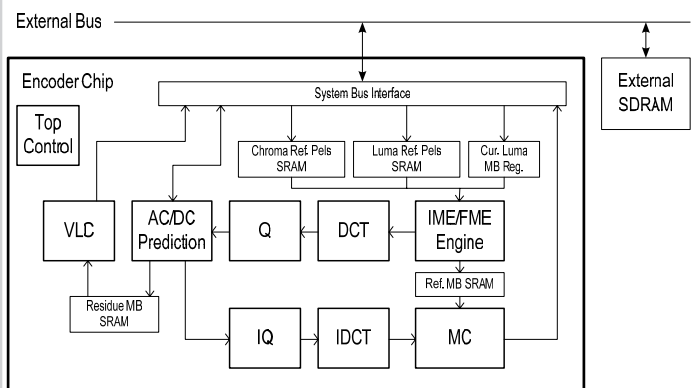 External Bus
Encoder Chip
System Bus Interface
External
SDRAM
Top
Control
Chroma Ref. Pels
SRAM
Luma Ref. Pels
SRAM
Cur. Luma
MB Reg.
VLC
AC/DC
Prediction
Q
DCT
IME/FME
Engine
Ref. MB SRAM
Residue MB
SRAM
IQ
IDCT
MC